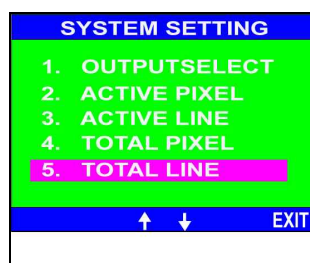 SYSTEM SETTING
1. OUTPUTSELECT
2. ACTIVE PIXEL
3. ACTIVE LINE
4. TOTAL PIXEL
5. TOTAL LINE
↑ ↓ EXIT